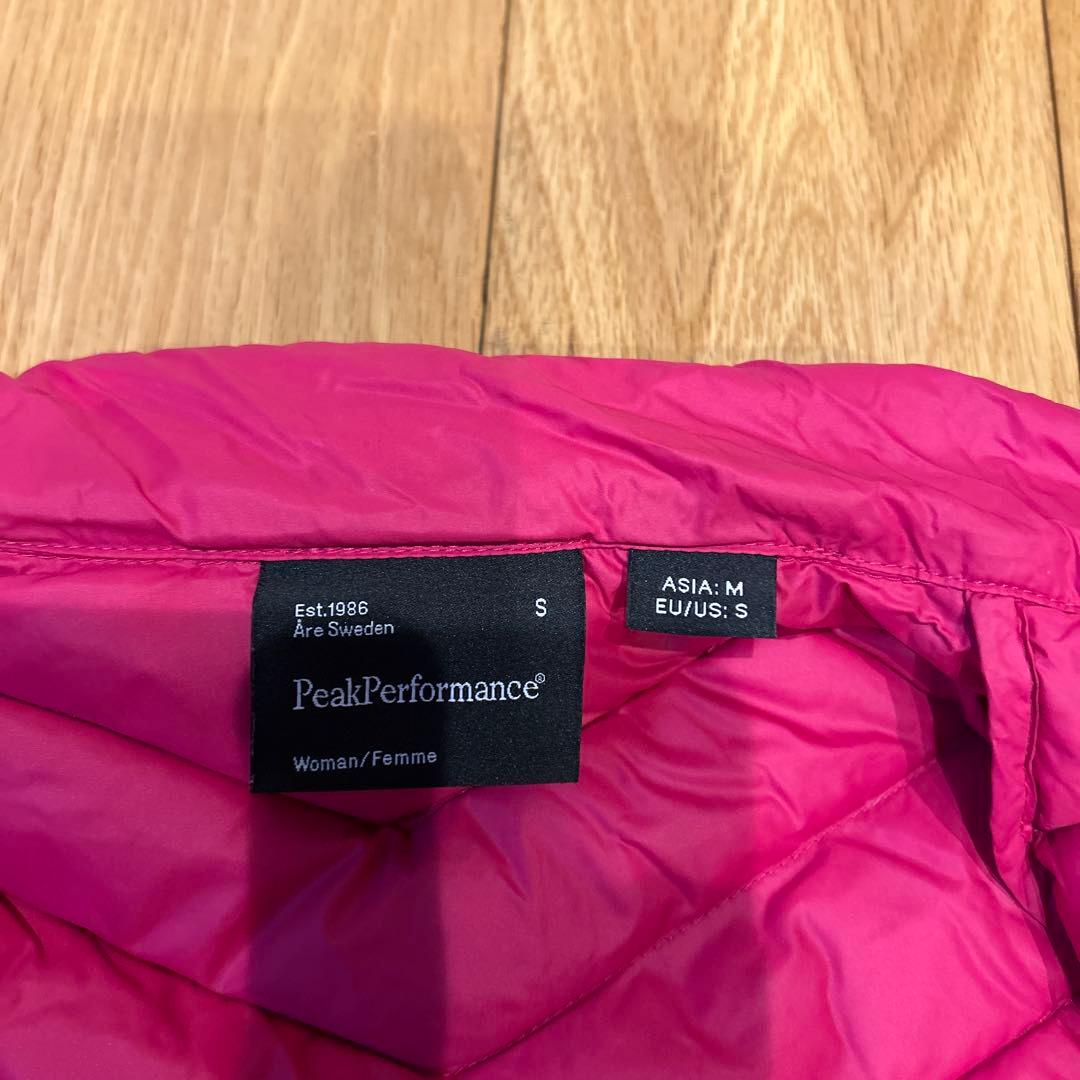 Est.1986 S
Åre Sweden
PeakPerformance®
Woman/Femme
ASIA: M
EU/US: S